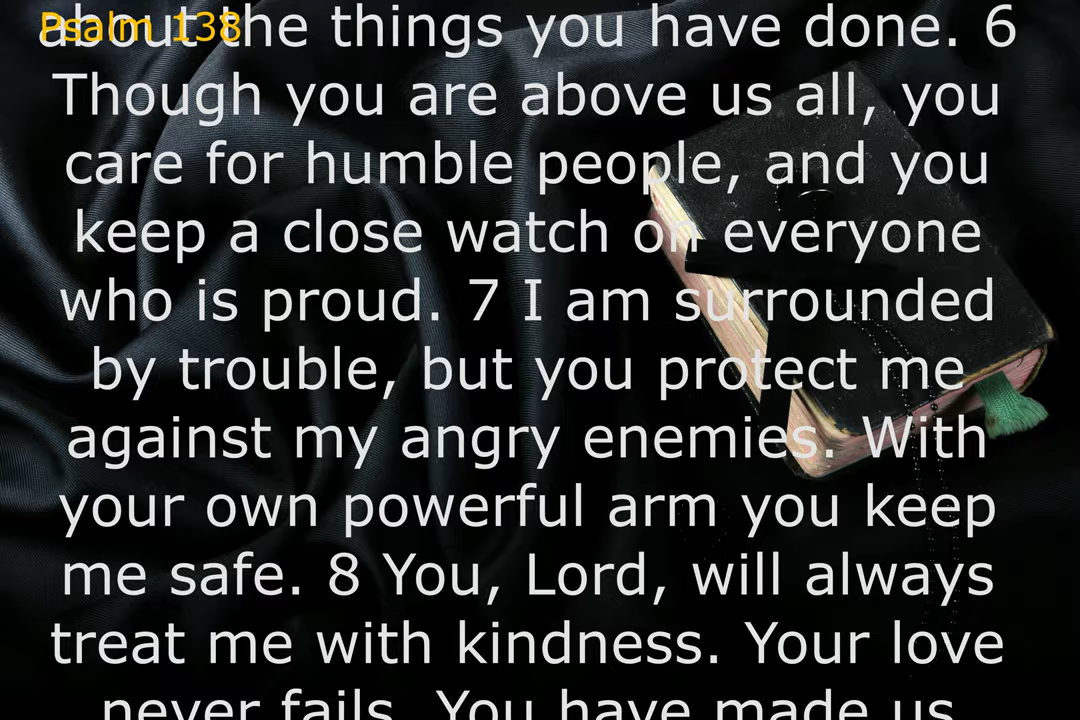 Psalm 138
about the things you have done. 6
Though you are above us all, you
care for humble people, and you
keep a close watch on everyone
who is proud. 7 I am surrounded
by trouble, but you protect me
against my angry enemies. With
your own powerful arm you keep
me safe. 8 You, Lord, will always
treat me with kindness. Your love
never fails. You have made us